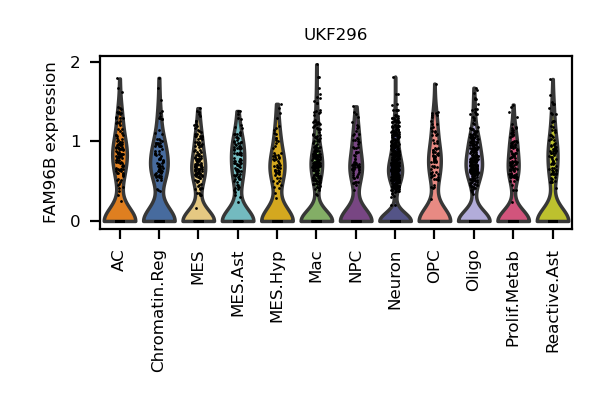 UKF296
FAM96B expression
2
1
0
AC
Chromatin.Reg
MES
MES.Ast
MES.Hyp
Mac
NPC
Neuron
OPC
Oligo
Prolif.Metab
Reactive.Ast